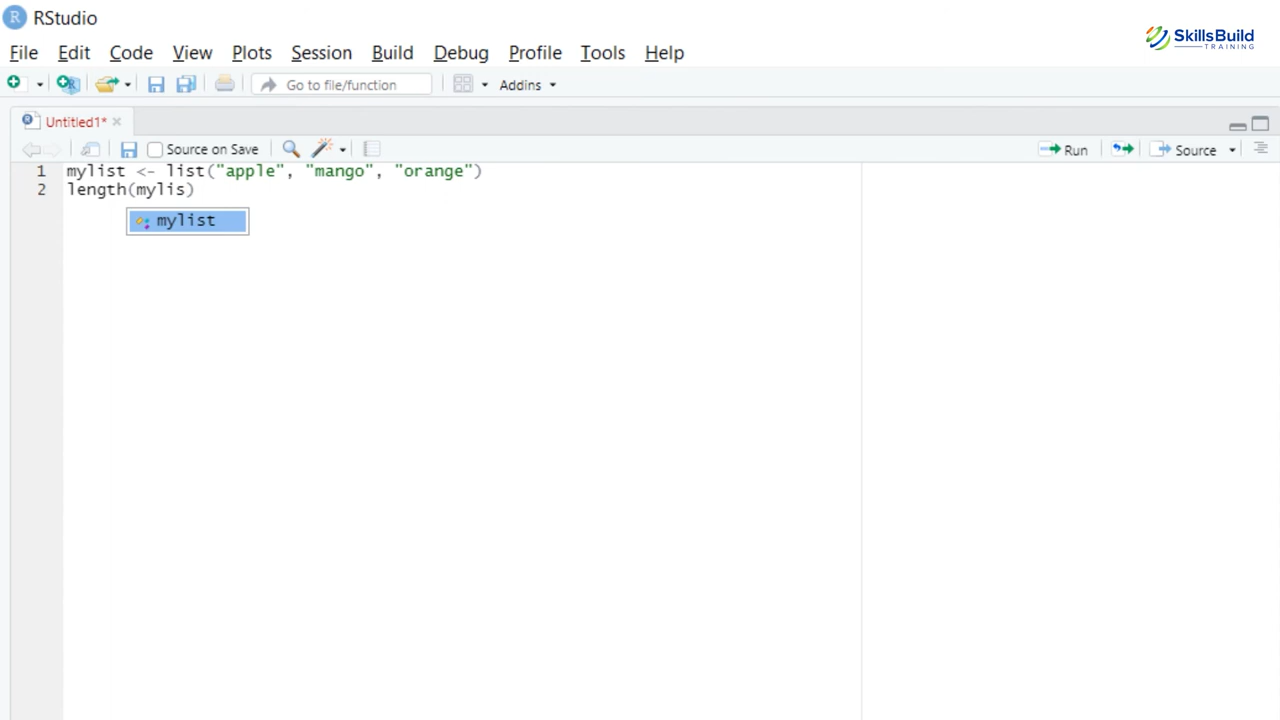 RStudio
SkillsBuild
TRAINING
File Edit Code View Plots Session Build Debug Profile Tools Help
Go to file/function Addins
Untitled1*
Source on Save Run Source
1 mylist <- list("apple", "mango", "orange")
2 length(mylis)
mylist